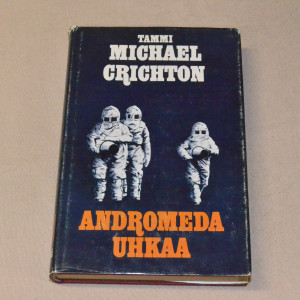 TAMMI
MICHAEL
CRICHTON
ANDROMEDA
UHKAA